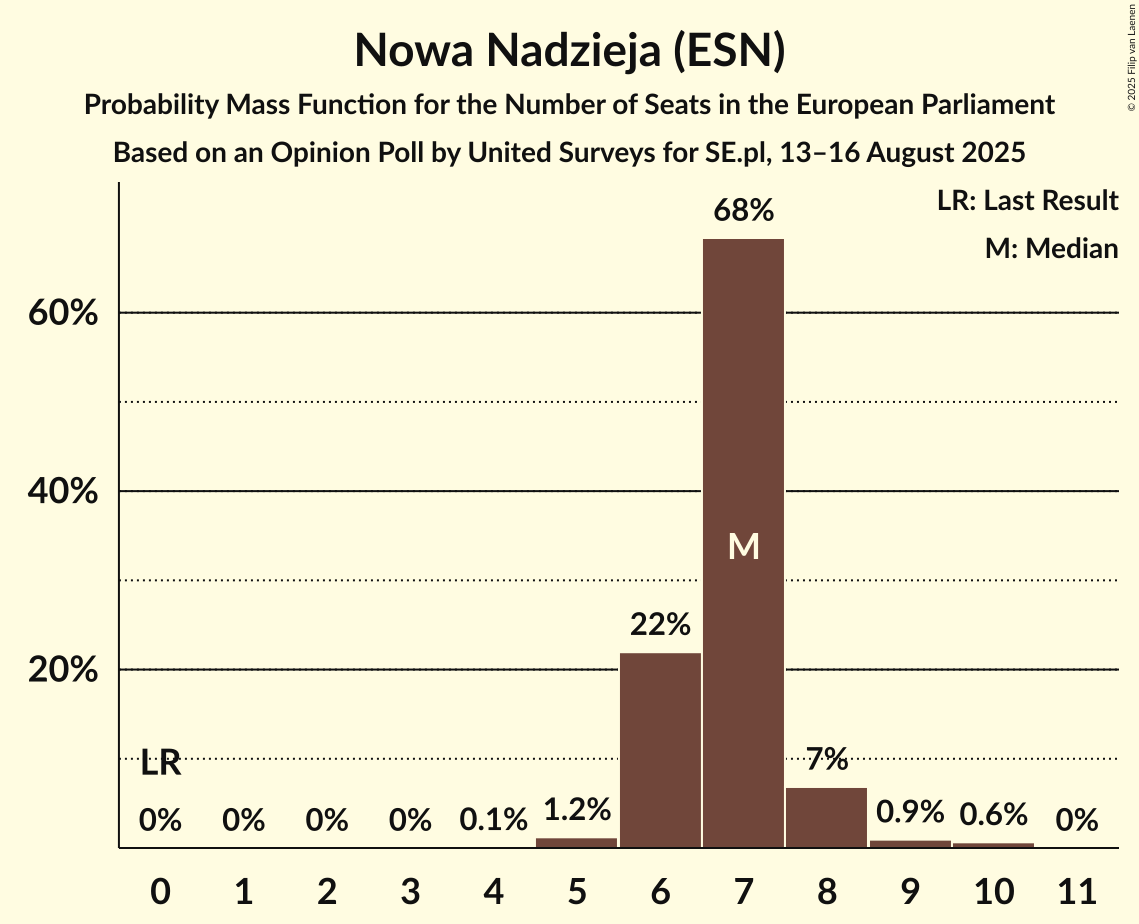 Nowa Nadzieja (ESN)
Probability Mass Function for the Number of Seats in the European Parliament
Based on an Opinion Poll by United Surveys for SE.pl, 13–16 August 2025
© 2025 Filip van Laenen
LR: Last Result
M: Median
60%
40%
20%
LR
M
0% 0% 0% 0% 0.1% 1.2% 22% 68% 7% 0.9% 0.6% 0%
0 1 2 3 4 5 6 7 8 9 10 11